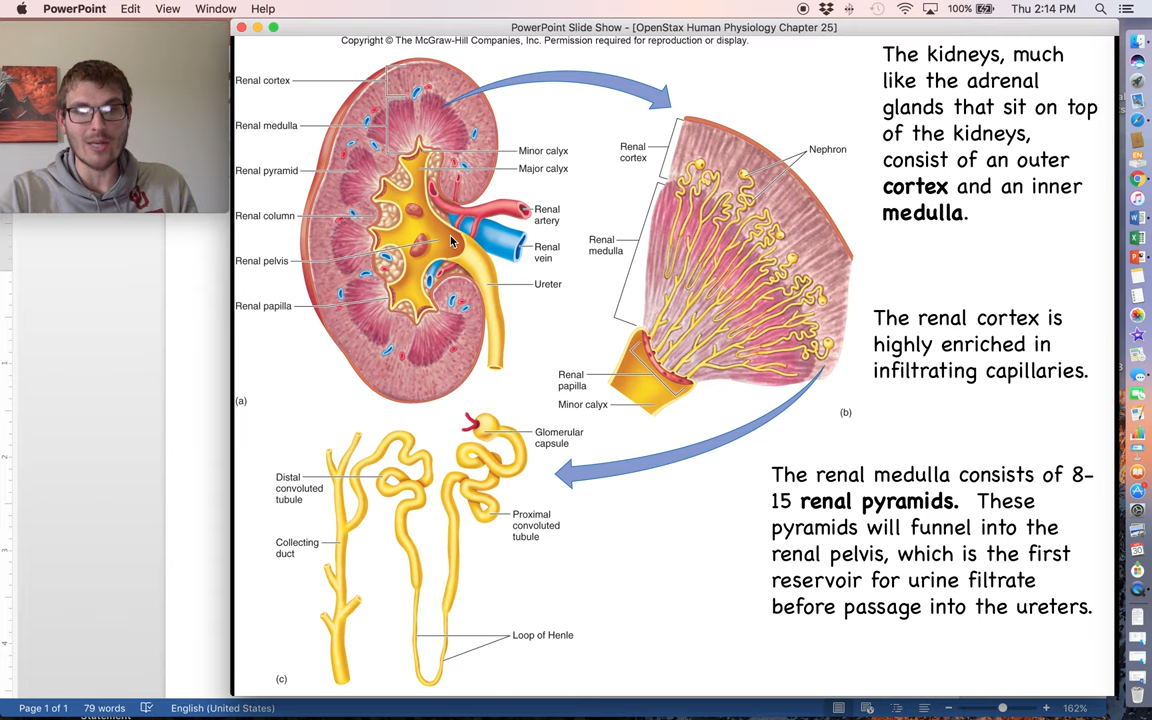 PowerPoint Edit View Window Help
100% Thu 2:14 PM
PowerPoint Slide Show - [OpenStax Human Physiology Chapter 25]
Copyright © The McGraw-Hill Companies, Inc. Permission required for reproduction or display.
Renal cortex
Renal medulla
Renal pyramid
Renal column
Renal pelvis
Renal papilla
Minor calyx
Major calyx
Renal
artery
Renal
vein
Ureter
(a)
Renal
cortex
Nephron
Renal
medulla
Renal
papilla
Minor calyx
(b)
Glomerular
capsule
Distal
convoluted
tubule
Proximal
convoluted
tubule
Collecting
duct
Loop of Henle
(c)
The kidneys, much
like the adrenal
glands that sit on top
of the kidneys,
consist of an outer
cortex and an inner
medulla.
The renal cortex is
highly enriched in
infiltrating capillaries.
The renal medulla consists of 8-
15 renal pyramids. These
pyramids will funnel into the
renal pelvis, which is the first
reservoir for urine filtrate
before passage into the ureters.
Page 1 of 1 79 words English (United States) 162%